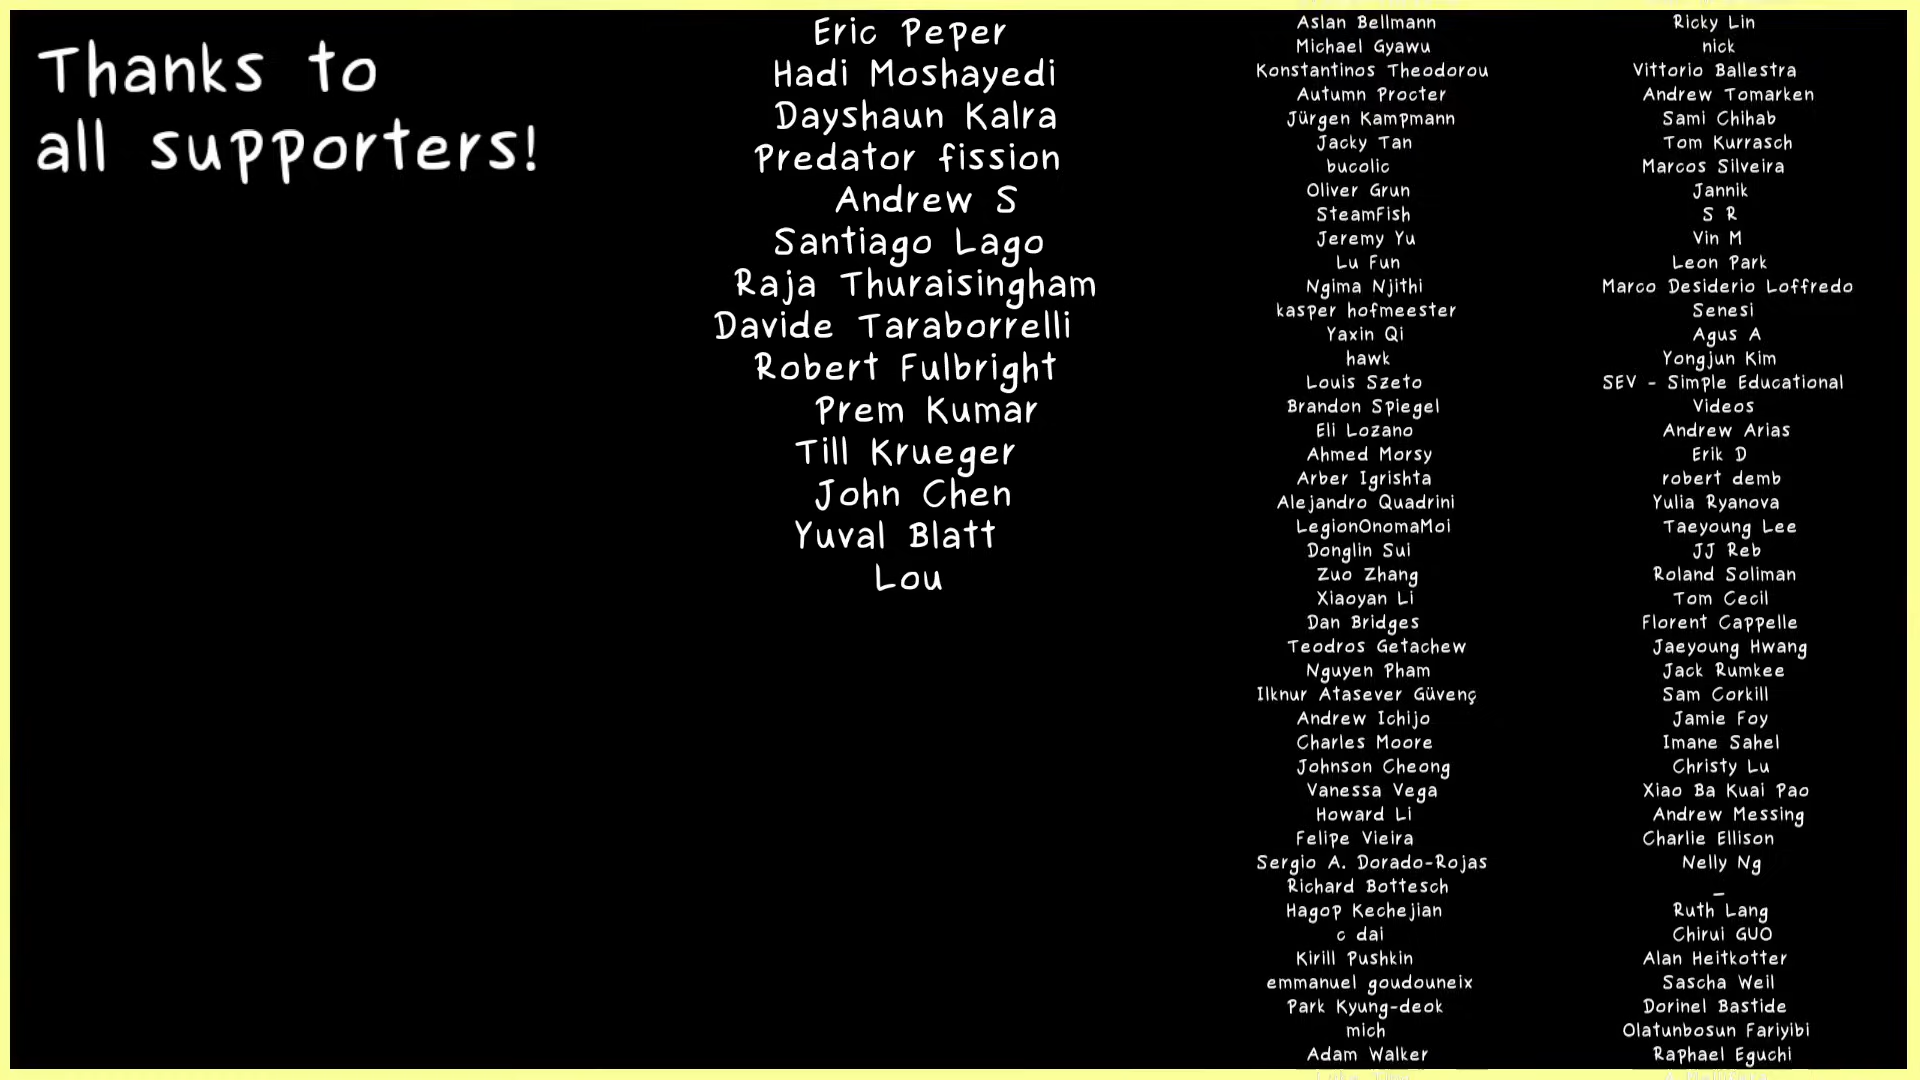 Thanks to
all supporters!
Eric Peper
Hadi Moshayedi
Dayshaun Kalra
Predator fission
Andrew S
Santiago Lago
Raja Thuraisingham
Davide Taraborrelli
Robert Fulbright
Prem Kumar
Till Krueger
John Chen
Yuval Blatt
Lou
Aslan Bellmann
Michael Gyawu
Konstantinos Theodorou
Autumn Procter
Jürgen Kampmann
Jacky Tan
bucolic
Oliver Grun
SteamFish
Jeremy Yu
Lu Fun
Ngima Njithi
kasper hofmeester
Yaxin Qi
hawk
Louis Szeto
Brandon Spiegel
Eli Lozano
Ahmed Morsy
Arber Igrishta
Alejandro Quadrini
LegionOnomaMoi
Donglin Sui
Zuo Zhang
Xiaoyan Li
Dan Bridges
Teodros Getachew
Nguyen Pham
Ilknur Atasever Güvenç
Andrew Ichijo
Charles Moore
Johnson Cheong
Vanessa Vega
Howard Li
Felipe Vieira
Sergio A. Dorado-Rojas
Richard Bottesch
Hagop Kechejian
c dai
Kirill Pushkin
emmanuel goudouneix
Park Kyung-deok
mich
Adam Walker
Ricky Lin
nick
Vittorio Ballestra
Andrew Tomarken
Sami Chihab
Tom Kurrasch
Marcos Silveira
Jannik
S R
Vin M
Leon Park
Marco Desiderio Loffredo
Senesi
Agus A
Yongjun Kim
SEV - Simple Educational
Videos
Andrew Arias
Erik D
robert demb
Yulia Ryanova
Taeyoung Lee
JJ Reb
Roland Soliman
Tom Cecil
Florent Cappelle
Jaeyoung Hwang
Jack Rumkee
Sam Corkill
Jamie Foy
Imane Sahel
Christy Lu
Xiao Ba Kuai Pao
Andrew Messing
Charlie Ellison
Nelly Ng
_
Ruth Lang
Chirui GUO
Alan Heitkotter
Sascha Weil
Dorinel Bastide
Olatunbosun Fariyibi
Raphael Eguchi